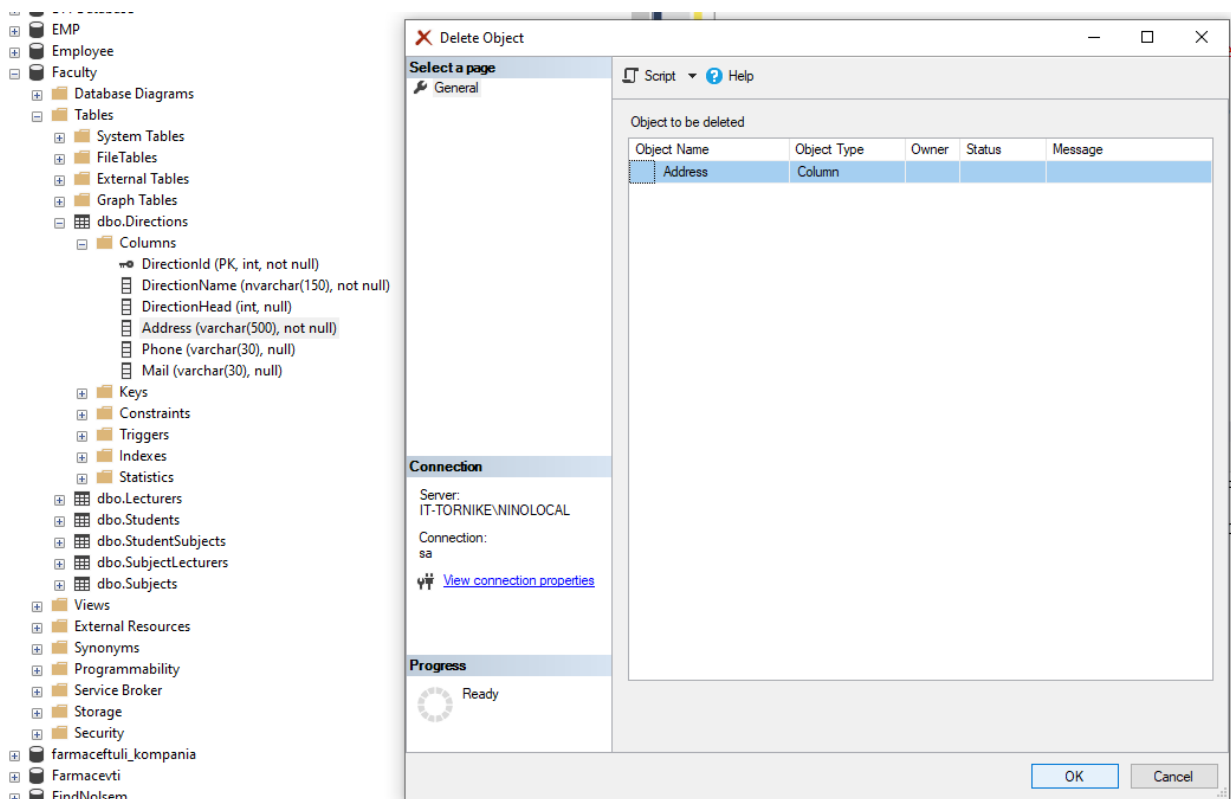 EMP
Employee
Faculty
Database Diagrams
Tables
System Tables
FileTables
External Tables
Graph Tables
dbo.Directions
Columns
DirectionId (PK, int, not null)
DirectionName (nvarchar(150), not null)
DirectionHead (int, null)
Address (varchar(500), not null)
Phone (varchar(30), null)
Mail (varchar(30), null)
Keys
Constraints
Triggers
Indexes
Statistics
dbo.Lecturers
dbo.Students
dbo.StudentSubjects
dbo.SubjectLecturers
dbo.Subjects
Views
External Resources
Synonyms
Programmability
Service Broker
Storage
Security
farmaceftuli_kompania
Farmacevti
FindNolsem
Delete Object
Select a page
General
Script Help
Object to be deleted
Object Name Object Type Owner Status Message
Address Column
Connection
Server:
IT-TORNIKE\NINOLOCAL
Connection:
sa
View connection properties
Progress
Ready
OK Cancel